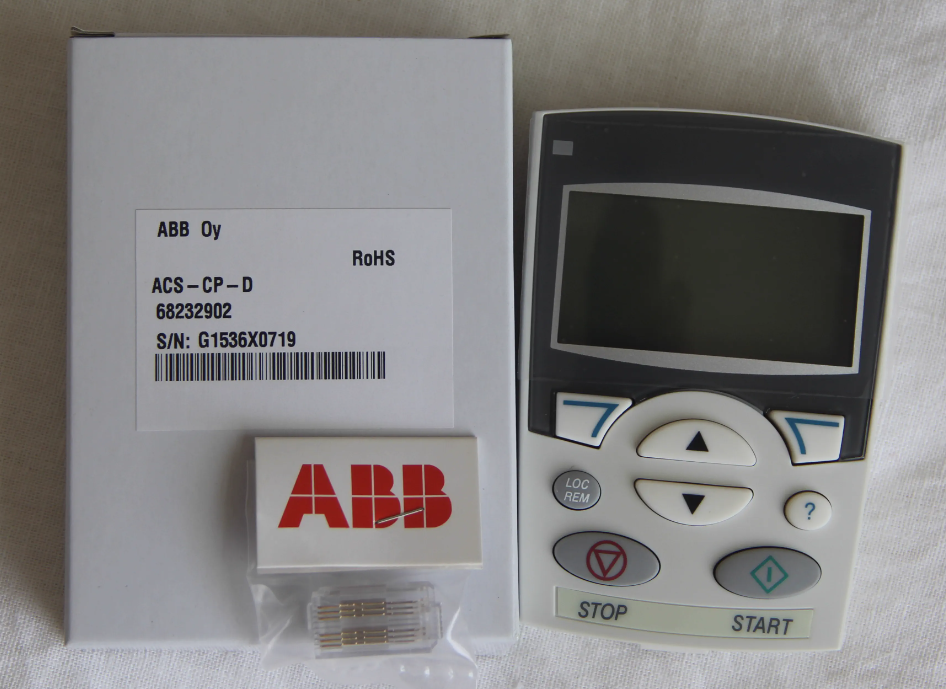 ABB Oy
RoHS
ACS-CP-D
68232902
S/N: G1536X0719
ABB
LOC
REM
?
STOP
START